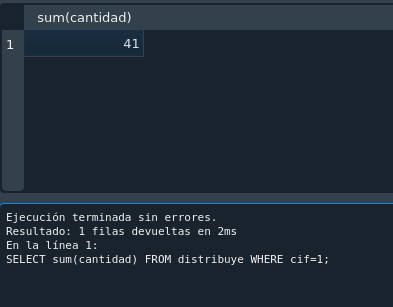 sum(cantidad)
1 41
Ejecución terminada sin errores.
Resultado: 1 filas devueltas en 2ms
En la línea 1:
SELECT sum(cantidad) FROM distribuye WHERE cif=1;